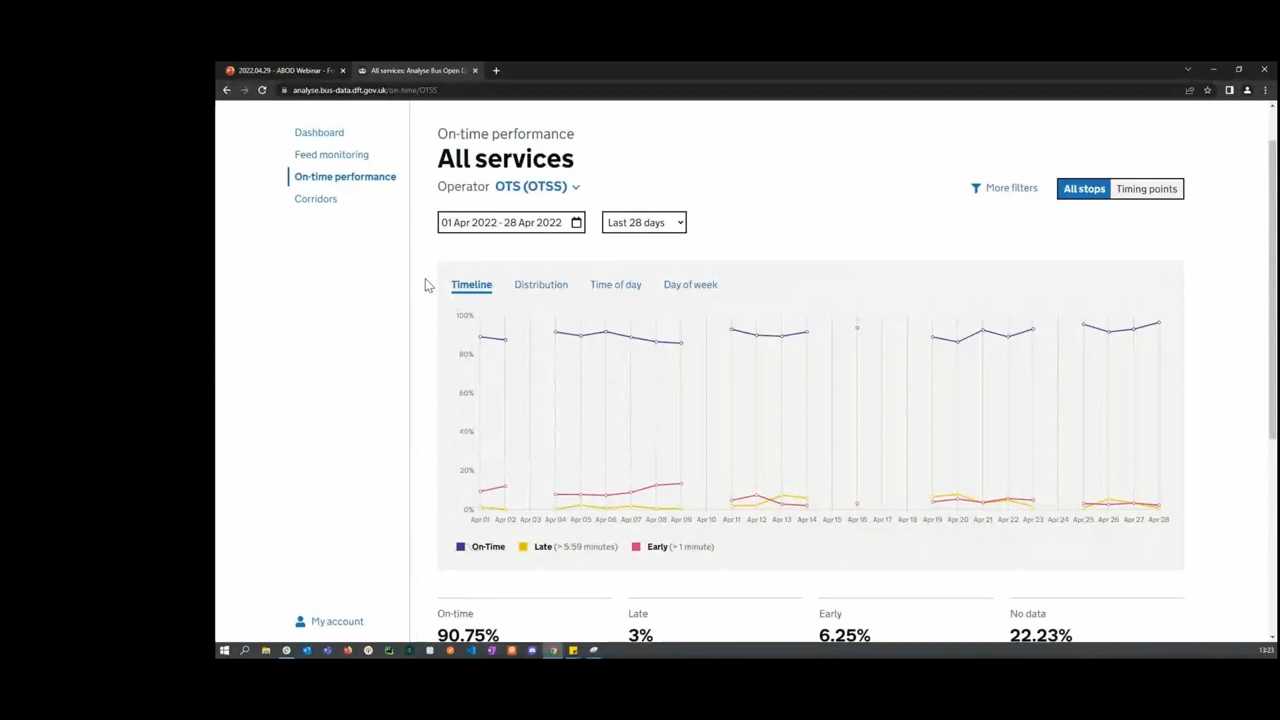 2022.04.29 - ABOD Webinar - Fr
All services: Analyse Bus Open D
analyse.bus-data.dft.gov.uk/on-time/OTSS
Dashboard
Feed monitoring
On-time performance
Corridors
My account
On-time performance
All services
Operator OTS (OTSS)
More filters
All stops Timing points
01 Apr 2022 - 28 Apr 2022 Last 28 days
Timeline Distribution Time of day Day of week
100%
80%
60%
40%
20%
0%
Apr 01 Apr 02 Apr 03 Apr 04 Apr 05 Apr 06 Apr 07 Apr 08 Apr 09 Apr 10 Apr 11 Apr 12 Apr 13 Apr 14 Apr 15 Apr 16 Apr 17 Apr 18 Apr 19 Apr 20 Apr 21 Apr 22 Apr 23 Apr 24 Apr 25 Apr 26 Apr 27 Apr 28
On-Time Late (> 5:59 minutes) Early (> 1 minute)
On-time Late Early No data
90.75% 3% 6.25% 22.23%
13:23